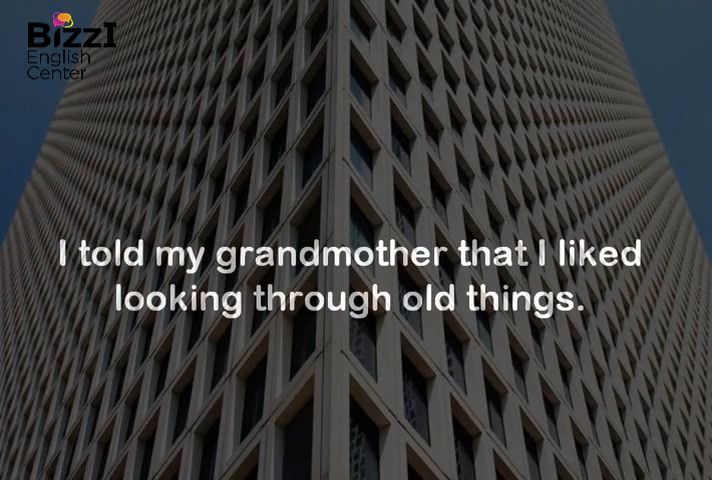 BIZZI
English
Center
I told my grandmother that I liked
looking through old things.